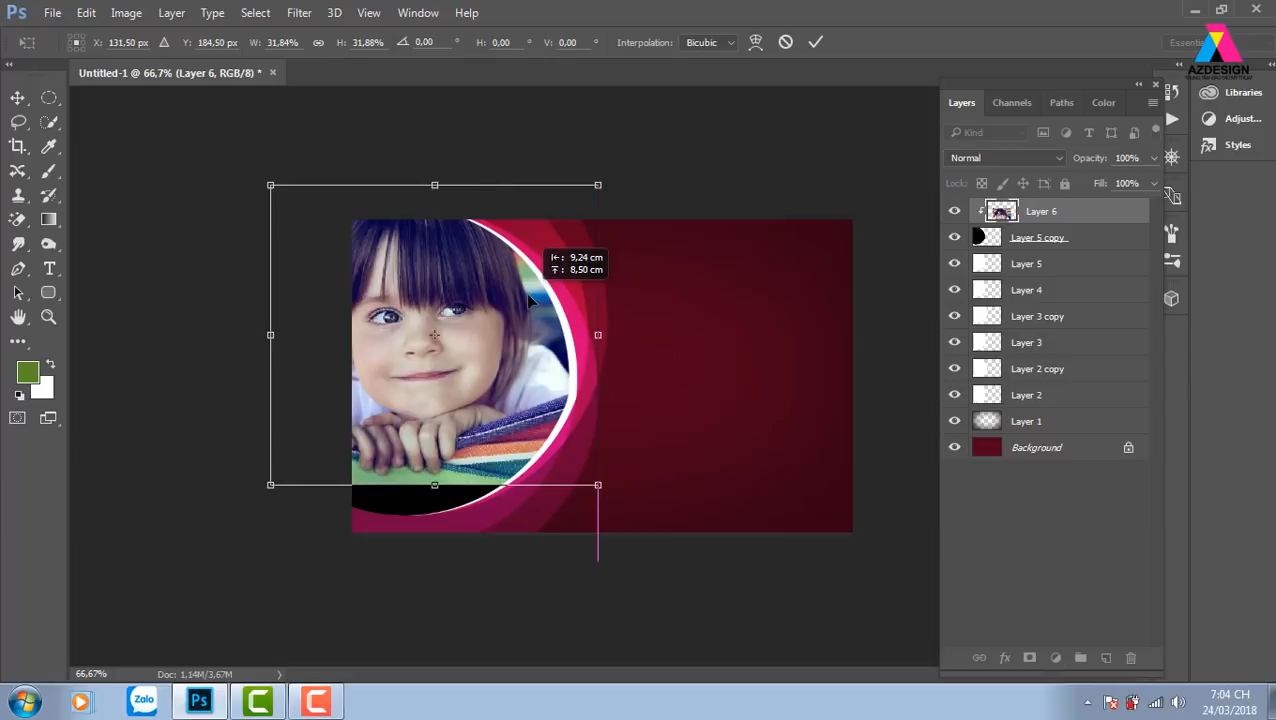 Ps File Edit Image Layer Type Select Filter 3D View Window Help
X: 131,50 px Y: 184,50 px W: 31,84% H: 31,88% 0,00 ° H: 0,00 ° V: 0,00 ° Interpolation: Bicubic
AZDESIGN
Untitled-1 @ 66,7% (Layer 6, RGB/8) * ×
Layers Channels Paths Color
Libraries
Adjust...
Styles
Kind
Normal Opacity: 100%
Lock: Fill: 100%
Layer 6
Layer 5 copy
Layer 5
Layer 4
Layer 3 copy
Layer 3
Layer 2 copy
Layer 2
Layer 1
Background
9,24 cm
8,50 cm
66,67% Doc: 1,14M/3,67M
Zalo Ps
7:04 CH
24/03/2018